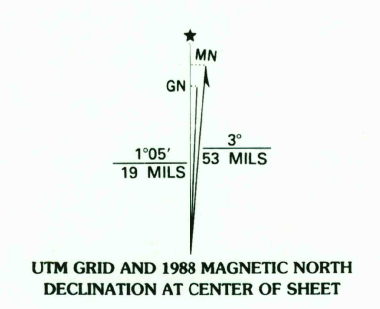 ★
MN
GN
1°05′
19 MILS
3°
53 MILS
UTM GRID AND 1988 MAGNETIC NORTH
DECLINATION AT CENTER OF SHEET